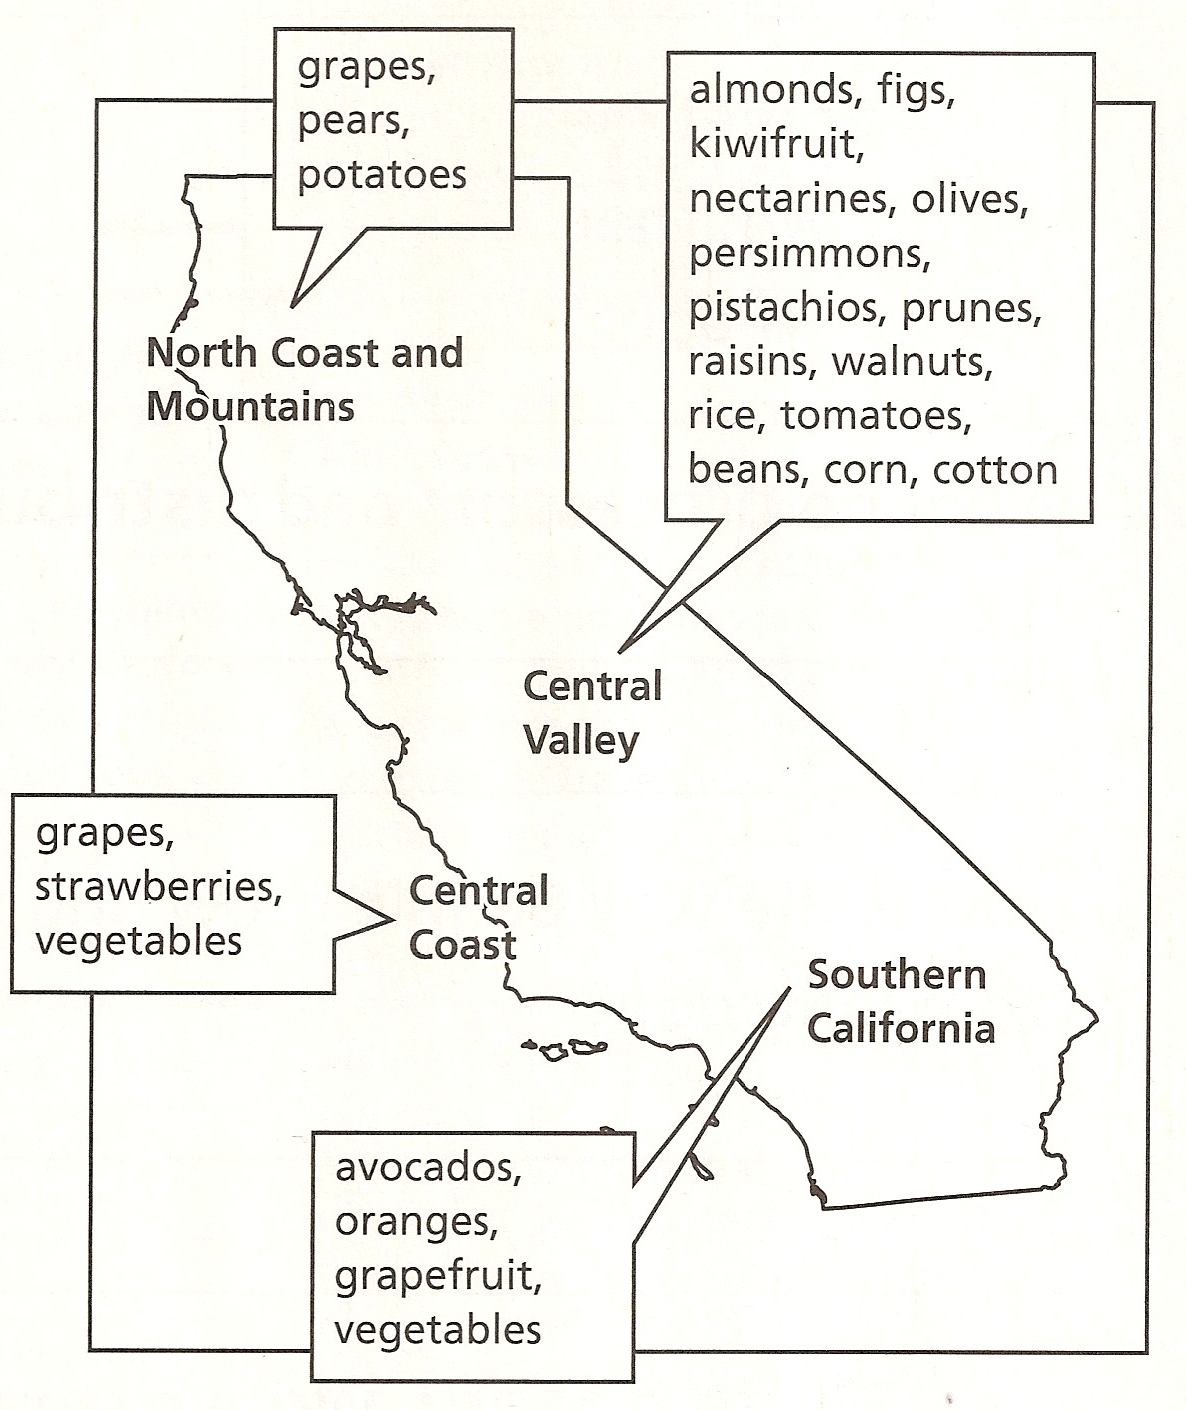 grapes,
pears,
potatoes
almonds, figs,
kiwifruit,
nectarines, olives,
persimmons,
pistachios, prunes,
raisins, walnuts,
rice, tomatoes,
beans, corn, cotton
North Coast and
Mountains
Central
Valley
grapes,
strawberries,
vegetables
Central
Coast
Southern
California
avocados,
oranges,
grapefruit,
vegetables